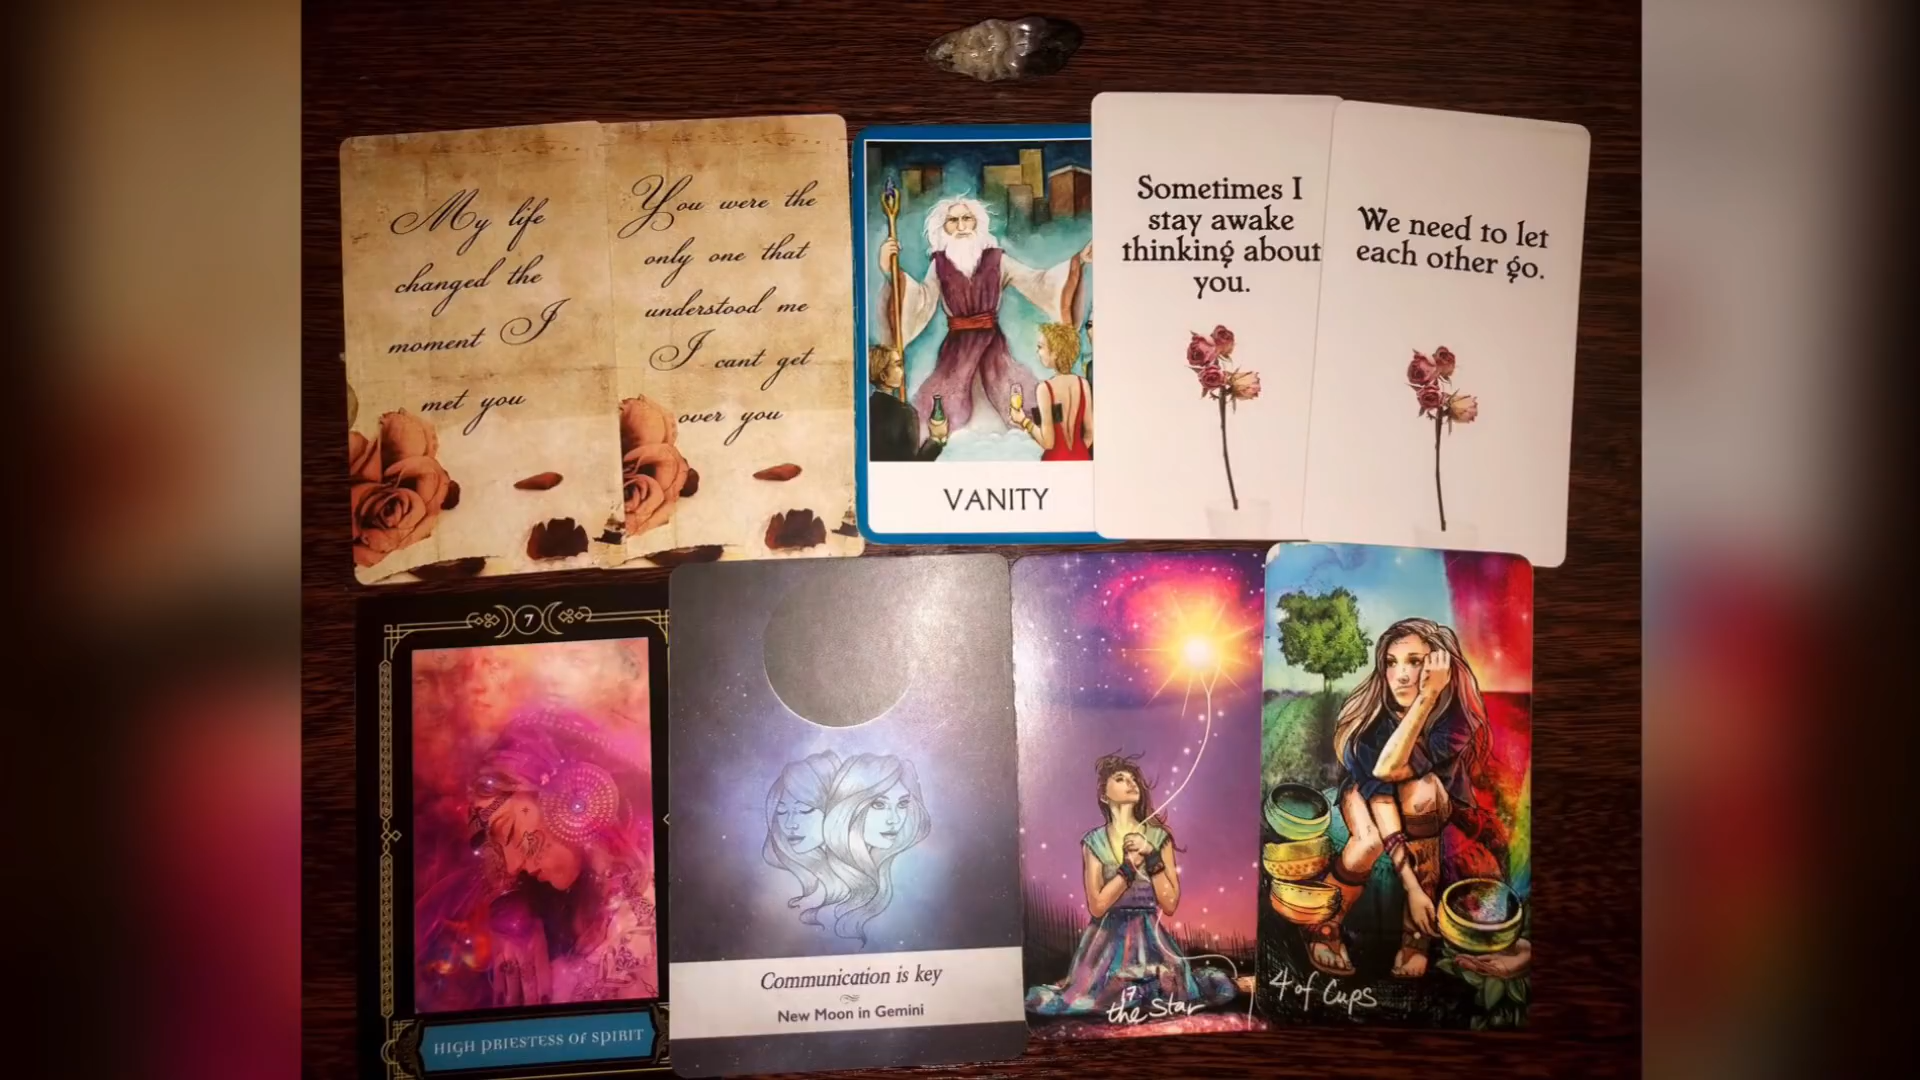 My life
changed the
moment I
met you
You were the
only one that
understood me
I cant get
over you
VANITY
Sometimes I
stay awake
thinking about
you.
We need to let
each other go.
7
HIGH PRIESTESS OF SPIRIT
Communication is key
New Moon in Gemini
17
the Star
4 of Cups